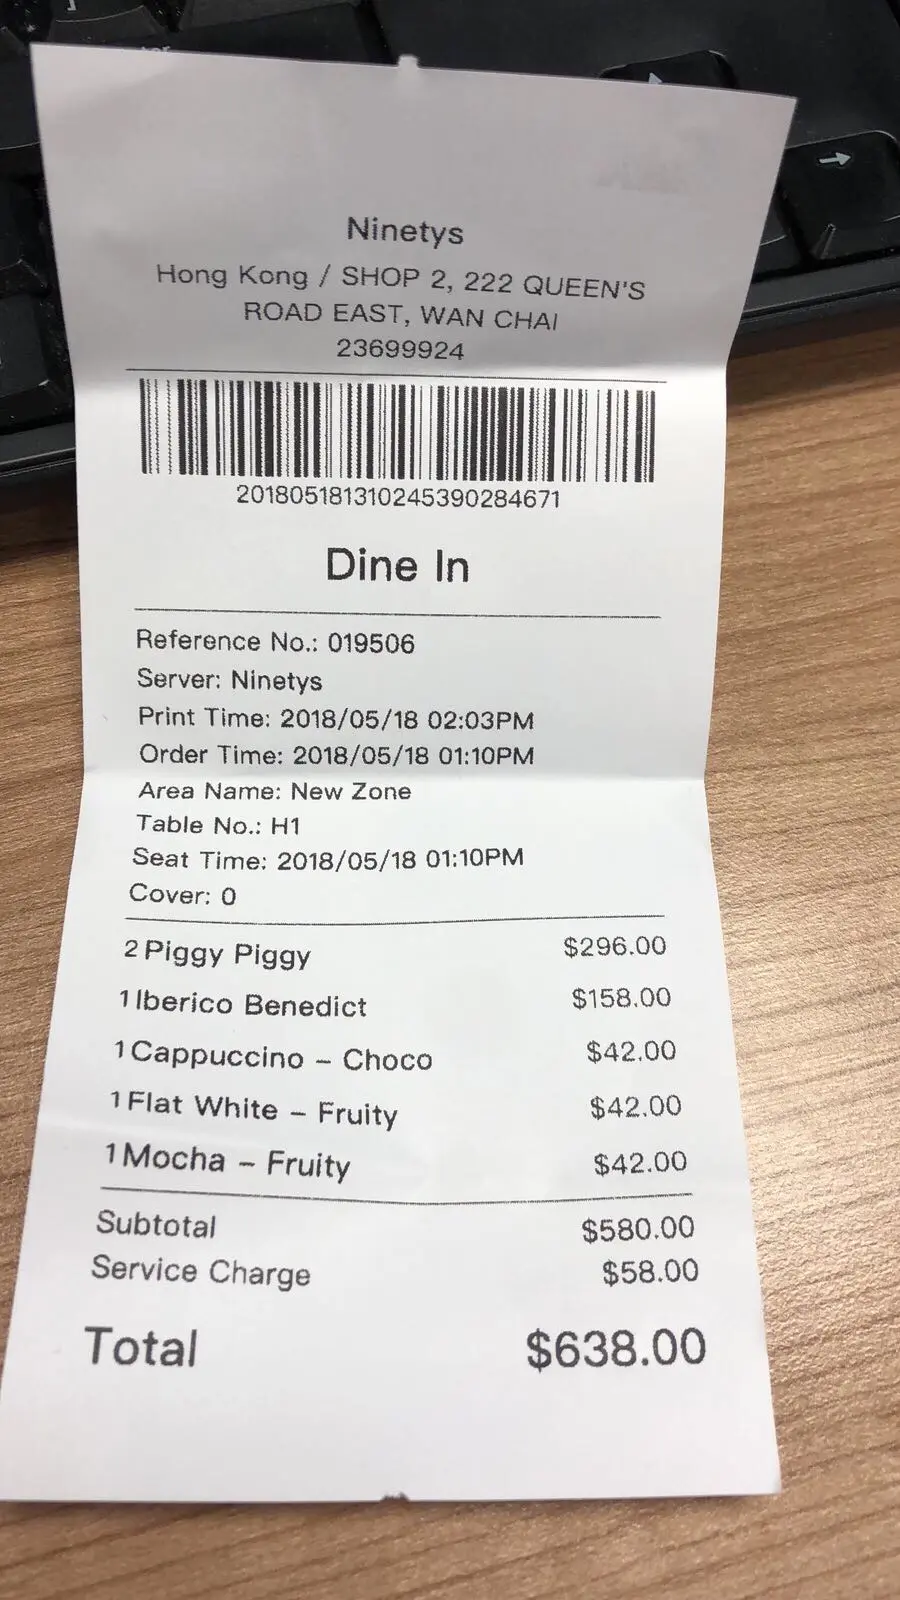 Ninetys
Hong Kong / SHOP 2, 222 QUEEN'S
ROAD EAST, WAN CHAI
23699924
201805181310245390284671
Dine In
Reference No.: 019506
Server: Ninetys
Print Time: 2018/05/18 02:03PM
Order Time: 2018/05/18 01:10PM
Area Name: New Zone
Table No.: H1
Seat Time: 2018/05/18 01:10PM
Cover: 0
2 Piggy Piggy $296.00
1 Iberico Benedict $158.00
1 Cappuccino – Choco $42.00
1 Flat White – Fruity $42.00
1 Mocha – Fruity $42.00
Subtotal $580.00
Service Charge $58.00
Total $638.00